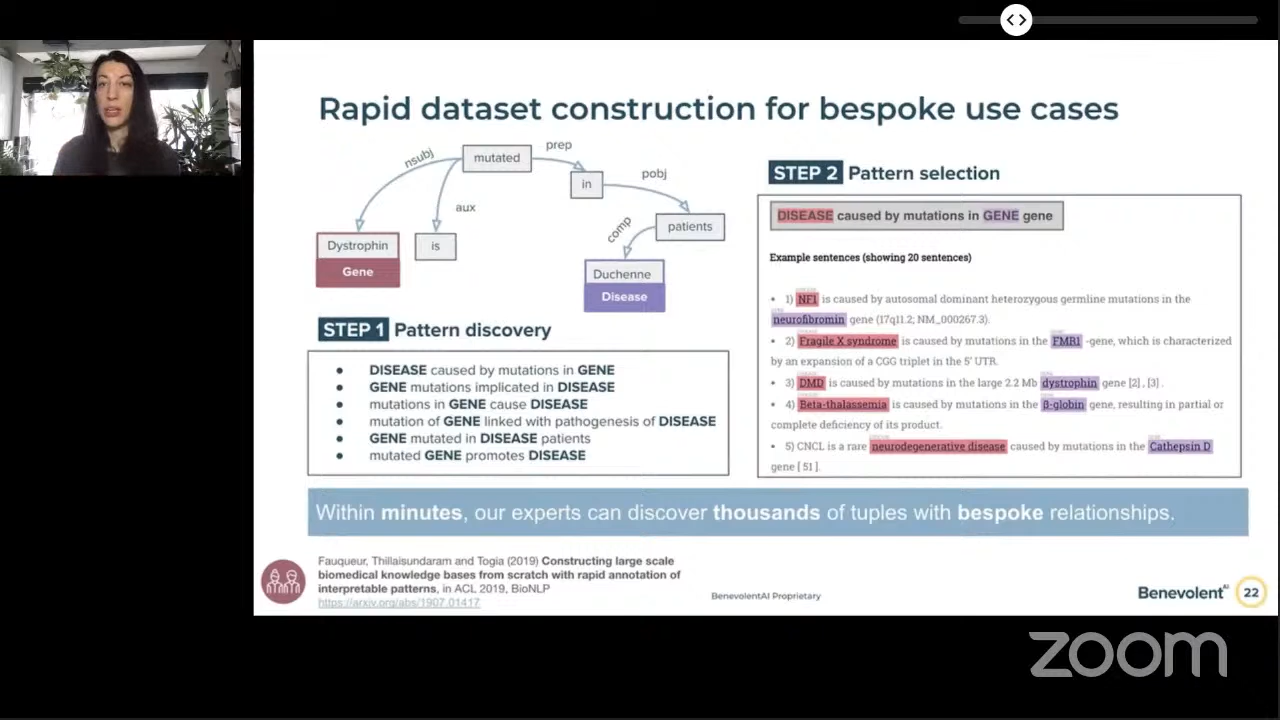 Rapid dataset construction for bespoke use cases
nsubj
mutated
prep
in
pobj
aux
patients
comp
Dystrophin
Gene
is
Duchenne
Disease
STEP 1 Pattern discovery
● DISEASE caused by mutations in GENE
● GENE mutations implicated in DISEASE
● mutations in GENE cause DISEASE
● mutation of GENE linked with pathogenesis of DISEASE
● GENE mutated in DISEASE patients
● mutated GENE promotes DISEASE
STEP 2 Pattern selection
DISEASE caused by mutations in GENE gene
Example sentences (showing 20 sentences)
• 1) NF1 is caused by autosomal dominant heterozygous germline mutations in the
neurofibromin gene (17q11.2; NM_000267.3).
• 2) Fragile X syndrome is caused by mutations in the FMR1 -gene, which is characterized
by an expansion of a CGG triplet in the 5' UTR.
• 3) DMD is caused by mutations in the large 2.2 Mb dystrophin gene [2] , [3] .
• 4) Beta-thalassemia is caused by mutations in the β-globin gene, resulting in partial or
complete deficiency of its product.
• 5) CNCL is a rare neurodegenerative disease caused by mutations in the Cathepsin D
gene [ 51 ].
Within minutes, our experts can discover thousands of tuples with bespoke relationships.
Fauqueur, Thillaisundaram and Togia (2019) Constructing large scale
biomedical knowledge bases from scratch with rapid annotation of
interpretable patterns, in ACL 2019, BioNLP
https://arxiv.org/abs/1907.01417
BenevolentAI Proprietary
Benevolent AI
22
zoom